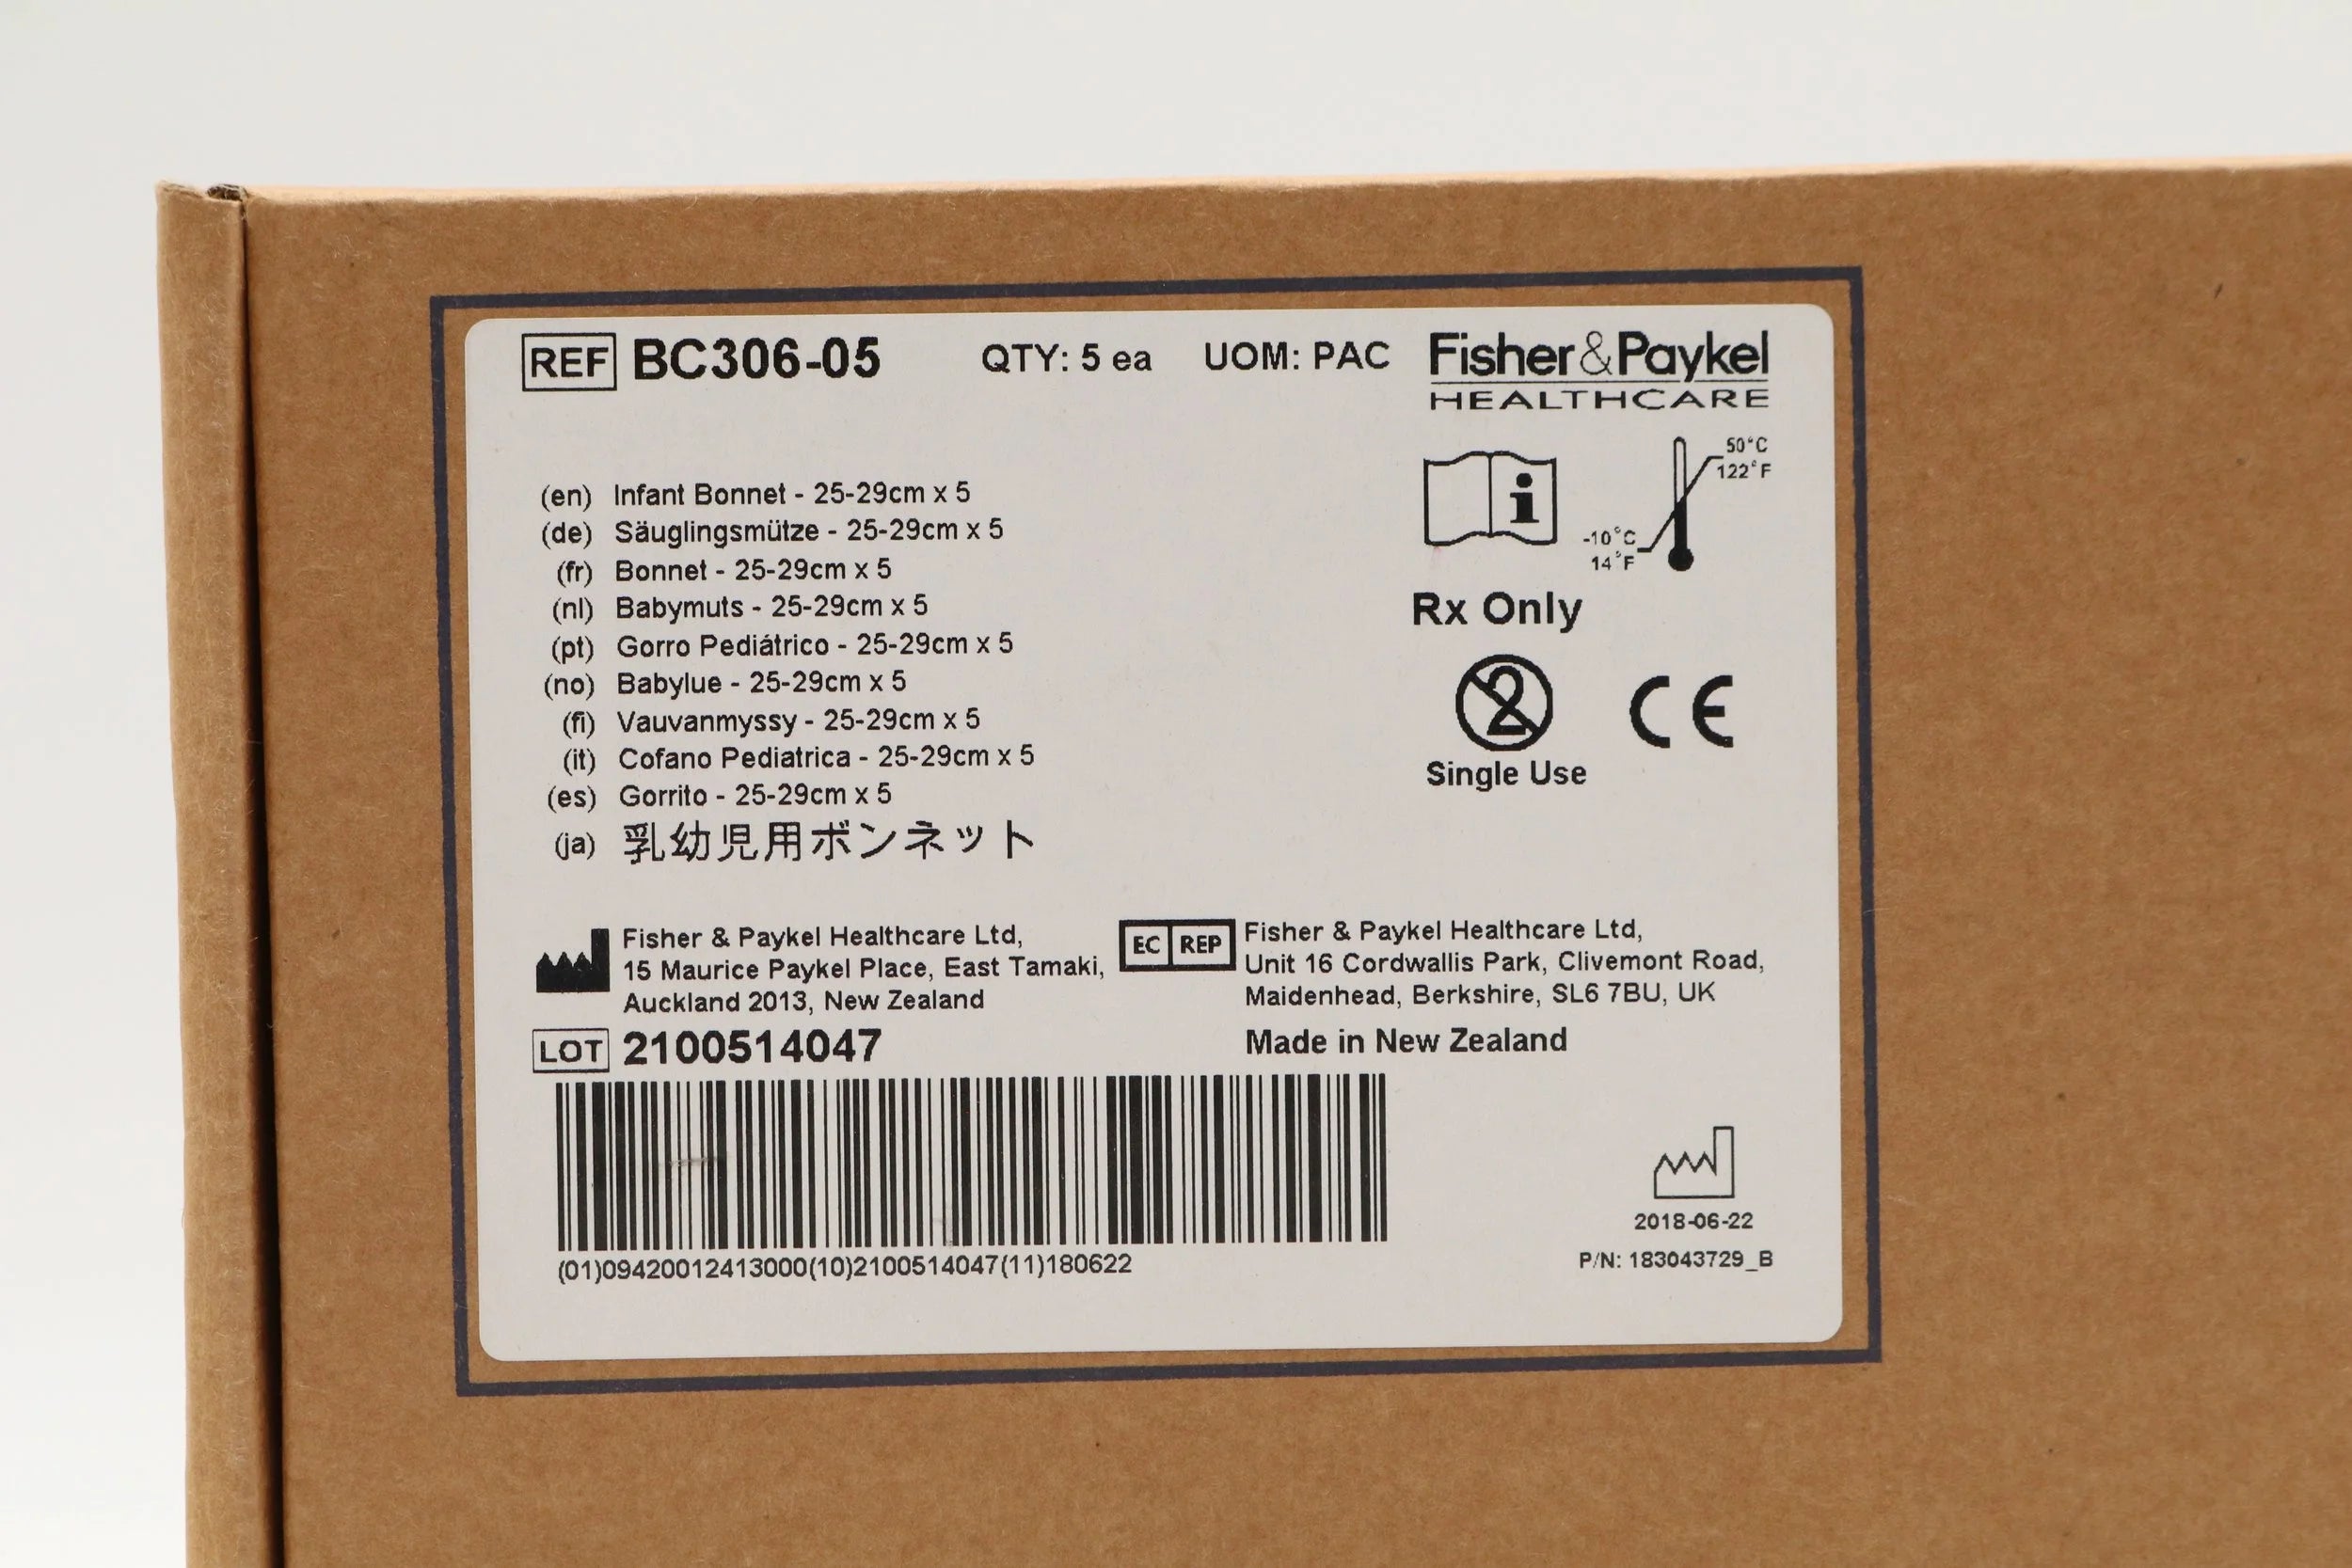 REF BC306-05 QTY: 5 ea UOM: PAC Fisher&Paykel
HEALTHCARE
50°C
122°F
-10°C
14°F
(en) Infant Bonnet - 25-29cm x 5
(de) Säuglingsmütze - 25-29cm x 5
(fr) Bonnet - 25-29cm x 5
(nl) Babymuts - 25-29cm x 5
(pt) Gorro Pediátrico - 25-29cm x 5
(no) Babylue - 25-29cm x 5
(fi) Vauvanmyssy - 25-29cm x 5
(it) Cofano Pediatrica - 25-29cm x 5
(es) Gorrito - 25-29cm x 5
(ja) 乳幼児用ボンネット
Rx Only
2 CE
Single Use
Fisher & Paykel Healthcare Ltd,
15 Maurice Paykel Place, East Tamaki,
Auckland 2013, New Zealand
EC REP Fisher & Paykel Healthcare Ltd,
Unit 16 Cordwallis Park, Clivemont Road,
Maidenhead, Berkshire, SL6 7BU, UK
LOT 2100514047
Made in New Zealand
(01)09420012413000(10)2100514047(11)180622
2018-06-22
P/N: 183043729_B